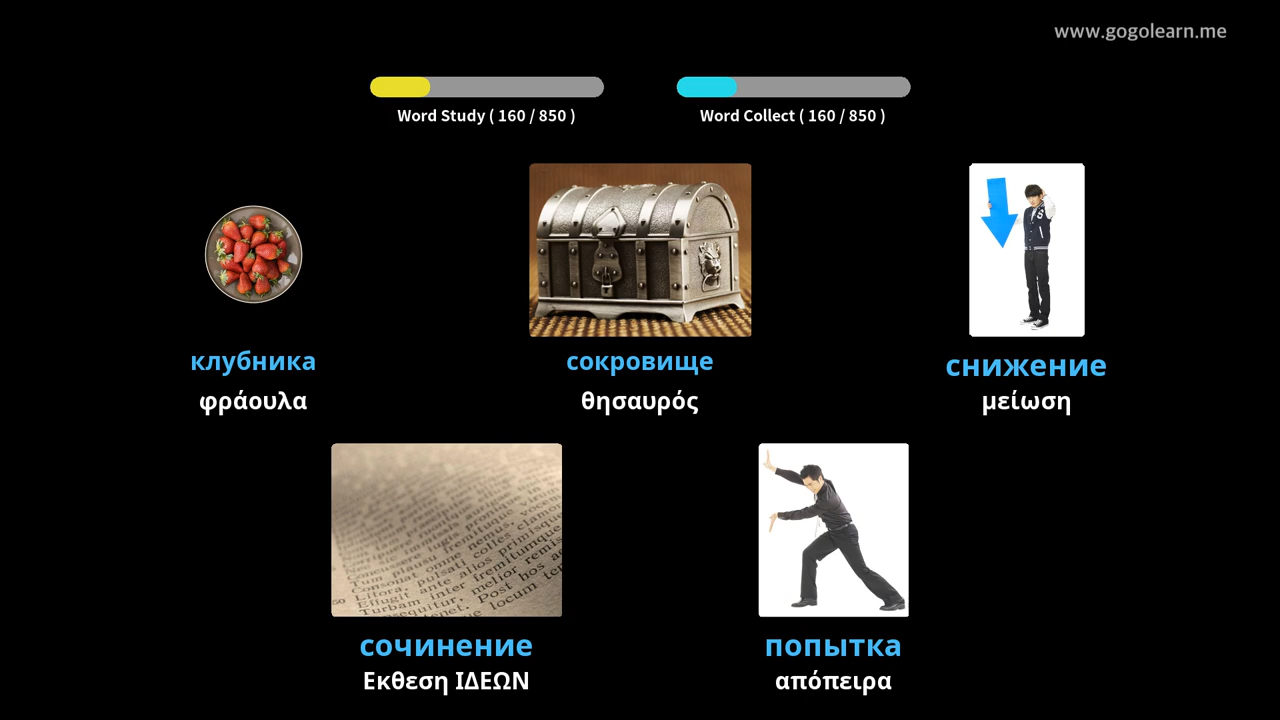 www.gogolearn.me
Word Study ( 160 / 850 )
Word Collect ( 160 / 850 )
клубника
φράουλα
сокровище
θησαυρός
снижение
μείωση
сочинение
Εκθεση ΙΔΕΩΝ
попытка
απόπειρα